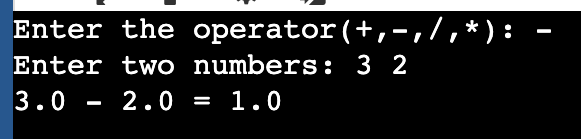 Enter the operator(+,-,/,*): -
Enter two numbers: 3 2
3.0 - 2.0 = 1.0